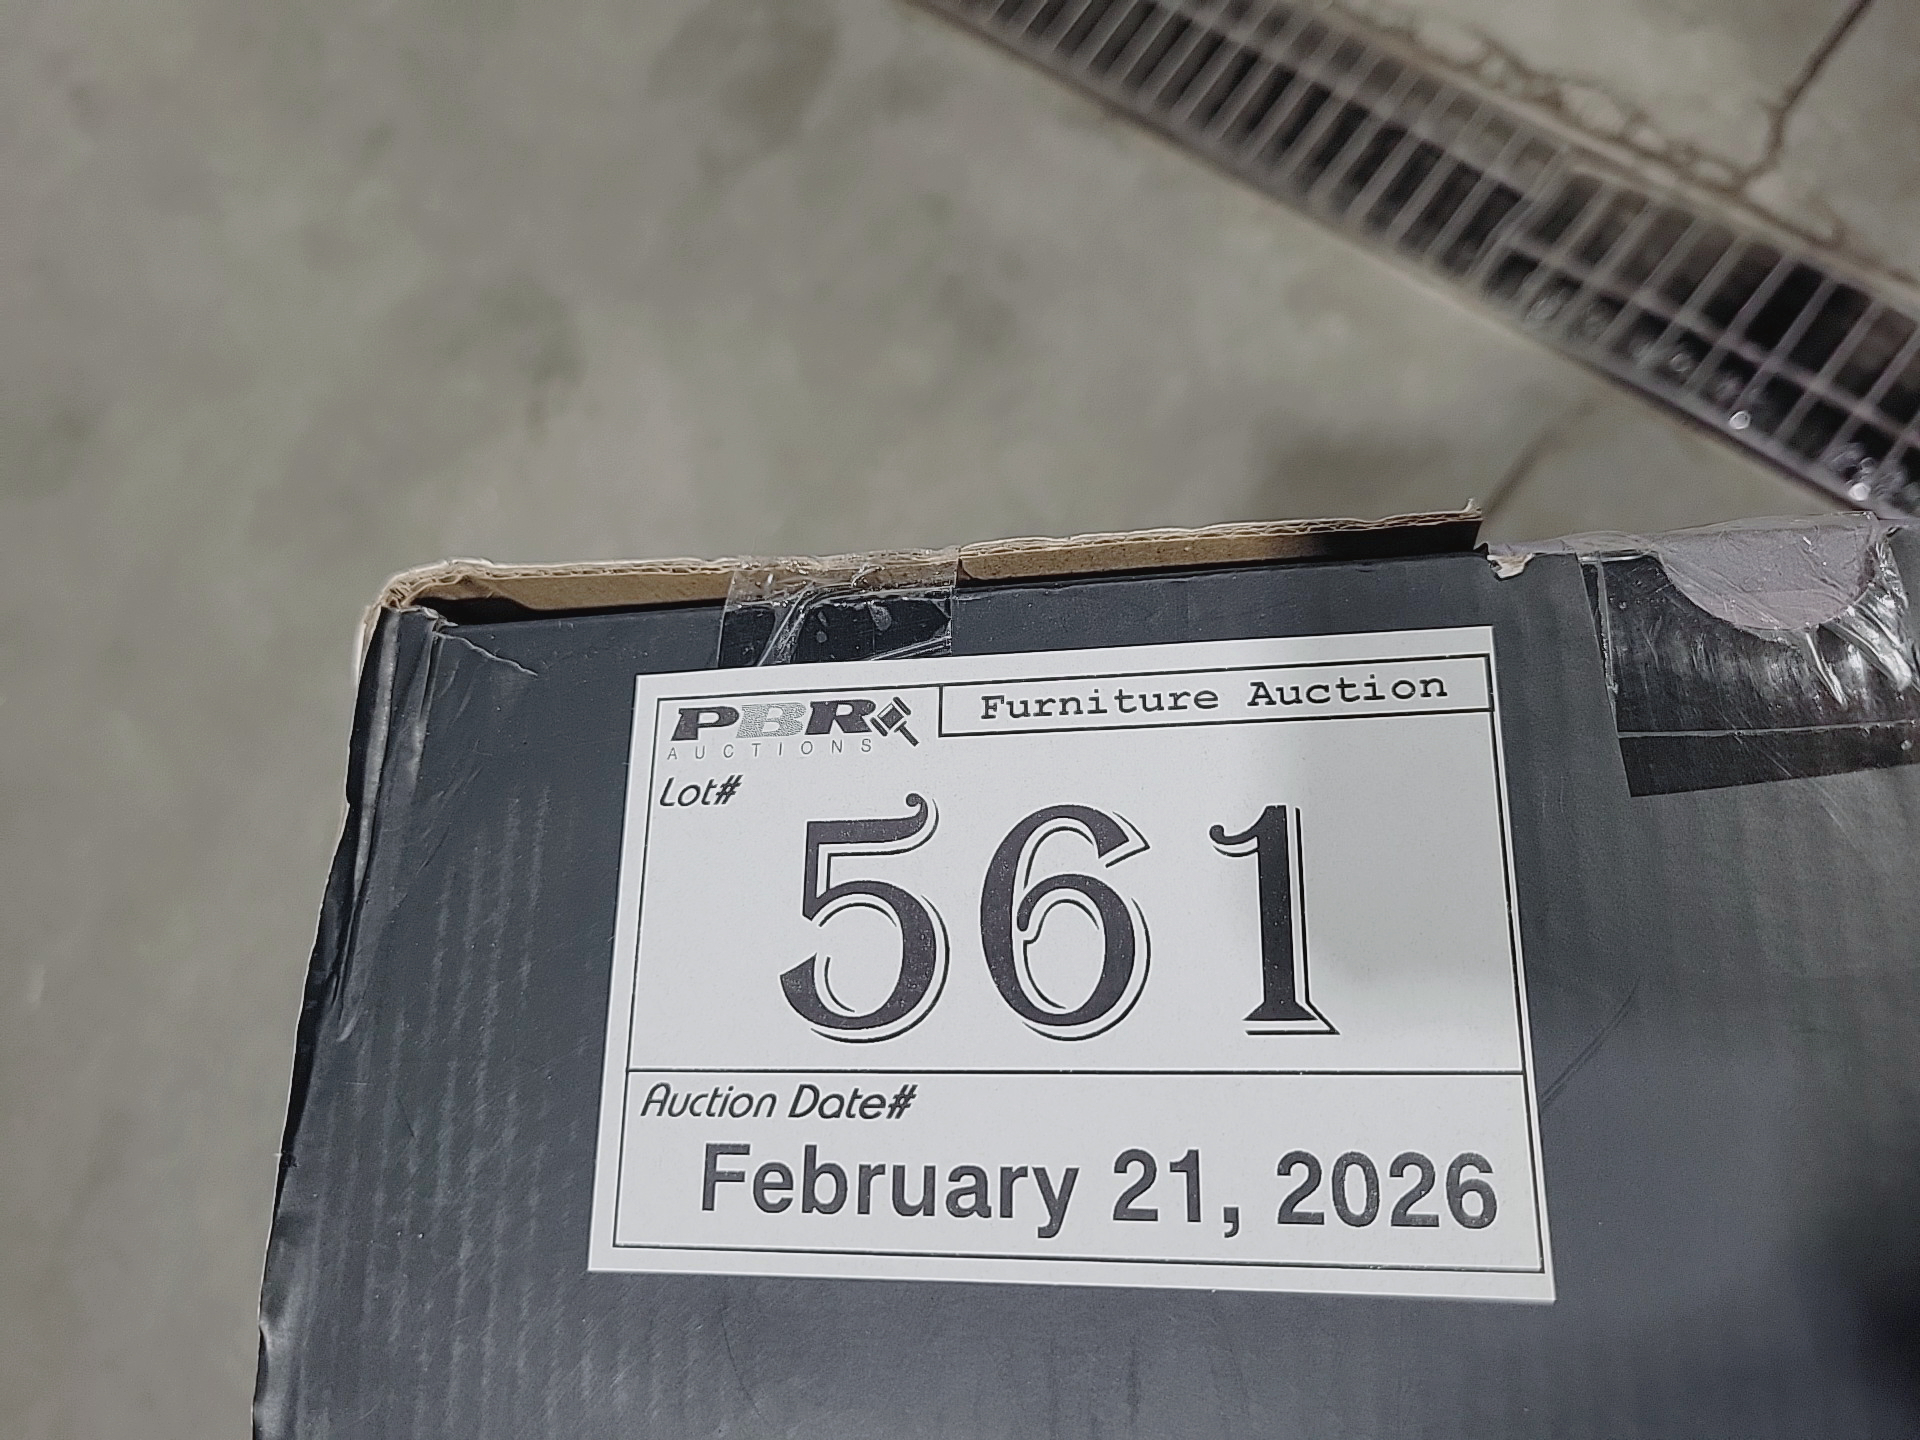 PBR
AUCTIONS
Furniture Auction
Lot#
561
Auction Date#
February 21, 2026